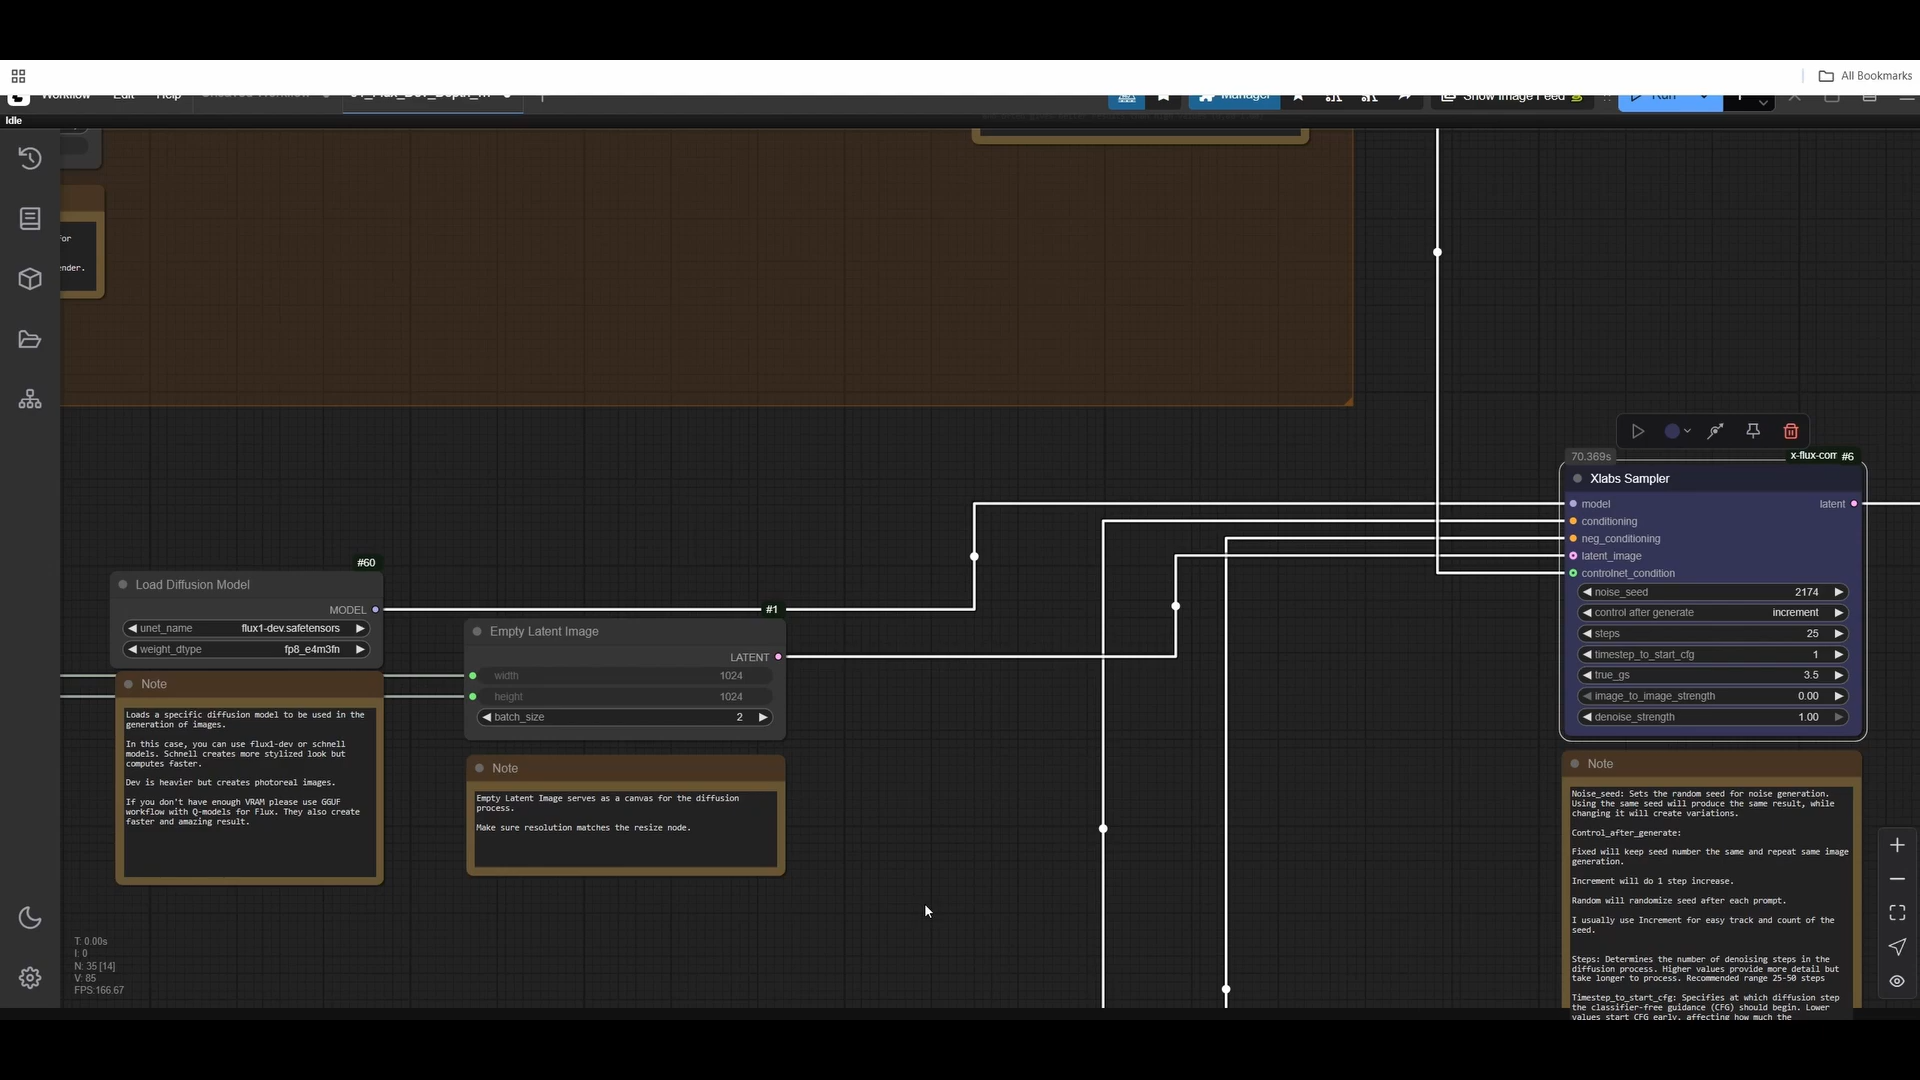 All Bookmarks
Workflow Edit Help
Manager
Show Image Feed
Run
Idle
for
ender.
70.369s
#6
Xlabs Sampler
model latent
conditioning
neg_conditioning
latent_image
controlnet_condition
noise_seed 2174
control after generate increment
steps 25
timestep_to_start_cfg 1
true_gs 3.5
image_to_image_strength 0.00
denoise_strength 1.00
#60
Load Diffusion Model
MODEL
unet_name flux1-dev.safetensors
weight_dtype fp8_e4m3fn
#1
Empty Latent Image
LATENT
width 1024
height 1024
batch_size 2
Note
Loads a specific diffusion model to be used in the
generation of images.
In this case, you can use flux1-dev or schnell
models. Schnell creates more stylized look but
computes faster.
Dev is heavier but creates photoreal images.
If you don't have enough VRAM please use GGUF
workflow with Q-models for Flux. They also create
faster and amazing result.
Note
Empty Latent Image serves as a canvas for the diffusion
process.
Make sure resolution matches the resize node.
Note
Noise_seed: Sets the random seed for noise generation.
Using the same seed will produce the same result, while
changing it will create variations.
Control_after_generate:
Fixed will keep seed number the same and repeat same image
generation.
Increment will do 1 step increase.
Random will randomize seed after each prompt.
I usually use Increment for easy track and count of the
seed.
Steps: Determines the number of denoising steps in the
diffusion process. Higher values provide more detail but
take longer to process. Recommended range 25-50 steps
Timestep_to_start_cfg: Specifies at which diffusion step
the classifier-free guidance (CFG) should begin. Lower
values start CFG early, affecting how much the
T: 0.00s
I: 0
N: 35 [14]
V: 85
FPS:166.67